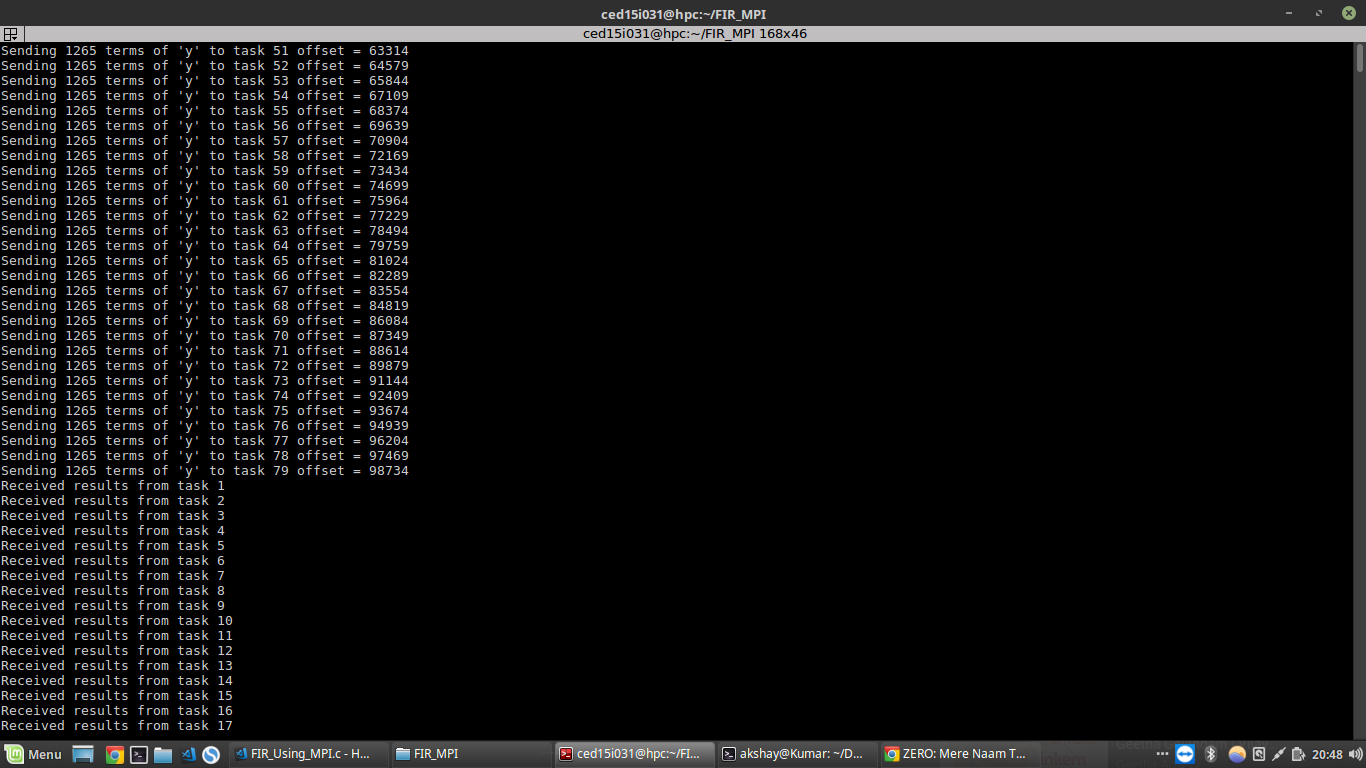 ced15i031@hpc:~/FIR_MPI
ced15i031@hpc:~/FIR_MPI 168x46
Sending 1265 terms of 'y' to task 51 offset = 63314
Sending 1265 terms of 'y' to task 52 offset = 64579
Sending 1265 terms of 'y' to task 53 offset = 65844
Sending 1265 terms of 'y' to task 54 offset = 67109
Sending 1265 terms of 'y' to task 55 offset = 68374
Sending 1265 terms of 'y' to task 56 offset = 69639
Sending 1265 terms of 'y' to task 57 offset = 70904
Sending 1265 terms of 'y' to task 58 offset = 72169
Sending 1265 terms of 'y' to task 59 offset = 73434
Sending 1265 terms of 'y' to task 60 offset = 74699
Sending 1265 terms of 'y' to task 61 offset = 75964
Sending 1265 terms of 'y' to task 62 offset = 77229
Sending 1265 terms of 'y' to task 63 offset = 78494
Sending 1265 terms of 'y' to task 64 offset = 79759
Sending 1265 terms of 'y' to task 65 offset = 81024
Sending 1265 terms of 'y' to task 66 offset = 82289
Sending 1265 terms of 'y' to task 67 offset = 83554
Sending 1265 terms of 'y' to task 68 offset = 84819
Sending 1265 terms of 'y' to task 69 offset = 86084
Sending 1265 terms of 'y' to task 70 offset = 87349
Sending 1265 terms of 'y' to task 71 offset = 88614
Sending 1265 terms of 'y' to task 72 offset = 89879
Sending 1265 terms of 'y' to task 73 offset = 91144
Sending 1265 terms of 'y' to task 74 offset = 92409
Sending 1265 terms of 'y' to task 75 offset = 93674
Sending 1265 terms of 'y' to task 76 offset = 94939
Sending 1265 terms of 'y' to task 77 offset = 96204
Sending 1265 terms of 'y' to task 78 offset = 97469
Sending 1265 terms of 'y' to task 79 offset = 98734
Received results from task 1
Received results from task 2
Received results from task 3
Received results from task 4
Received results from task 5
Received results from task 6
Received results from task 7
Received results from task 8
Received results from task 9
Received results from task 10
Received results from task 11
Received results from task 12
Received results from task 13
Received results from task 14
Received results from task 15
Received results from task 16
Received results from task 17
Menu FIR_Using_MPI.c - H... FIR_MPI ced15i031@hpc:~/FI... akshay@Kumar: ~/D... ZERO: Mere Naam T... 20:48